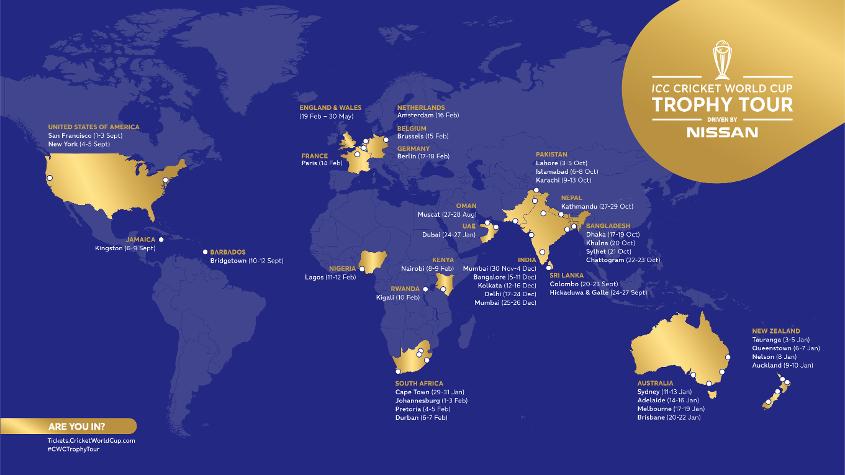 ICC CRICKET WORLD CUP
TROPHY TOUR
DRIVEN BY
NISSAN
UNITED STATES OF AMERICA
San Francisco (1-3 Sept)
New York (4-5 Sept)
JAMAICA
Kingston (6-9 Sept)
BARBADOS
Bridgetown (10-12 Sept)
ENGLAND & WALES
(19 Feb – 30 May)
NETHERLANDS
Amsterdam (16 Feb)
BELGIUM
Brussels (15 Feb)
GERMANY
Berlin (17-18 Feb)
FRANCE
Paris (14 Feb)
PAKISTAN
Lahore (3-5 Oct)
Islamabad (6-8 Oct)
Karachi (9-13 Oct)
NEPAL
Kathmandu (27-29 Oct)
OMAN
Muscat (27-28 Aug)
UAE
Dubai (24-27 Jan)
BANGLADESH
Dhaka (17-19 Oct)
Khulna (20 Oct)
Sylhet (21 Oct)
Chattogram (22-23 Oct)
NIGERIA
Lagos (11-12 Feb)
KENYA
Nairobi (8-9 Feb)
RWANDA
Kigali (10 Feb)
INDIA
Mumbai (30 Nov-4 Dec)
Bangalore (5-11 Dec)
Kolkata (12-16 Dec)
Delhi (17-24 Dec)
Mumbai (25-26 Dec)
SRI LANKA
Colombo (20-23 Sept)
Hickaduwa & Galle (24-27 Sept)
SOUTH AFRICA
Cape Town (29-31 Jan)
Johannesburg (1-3 Feb)
Pretoria (4-5 Feb)
Durban (6-7 Feb)
AUSTRALIA
Sydney (11-13 Jan)
Adelaide (14-16 Jan)
Melbourne (17-19 Jan)
Brisbane (20-22 Jan)
NEW ZEALAND
Tauranga (3-5 Jan)
Queenstown (6-7 Jan)
Nelson (8 Jan)
Auckland (9-10 Jan)
ARE YOU IN?
Tickets.CricketWorldCup.com
#CWCTrophyTour